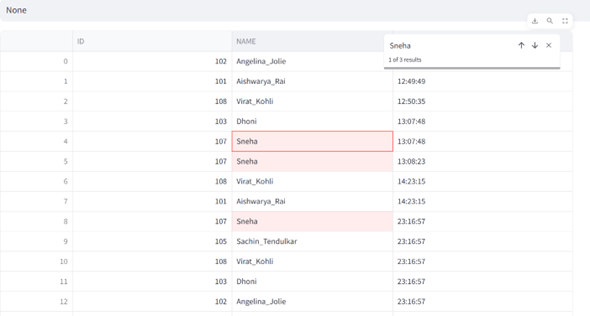 None
ID NAME
Sneha
1 of 3 results
0 102 Angelina_Jolie
1 101 Aishwarya_Rai 12:49:49
2 108 Virat_Kohli 12:50:35
3 103 Dhoni 13:07:48
4 107 Sneha 13:07:48
5 107 Sneha 13:08:23
6 108 Virat_Kohli 14:23:15
7 101 Aishwarya_Rai 14:23:15
8 107 Sneha 23:16:57
9 105 Sachin_Tendulkar 23:16:57
10 108 Virat_Kohli 23:16:57
11 103 Dhoni 23:16:57
12 102 Angelina_Jolie 23:16:57